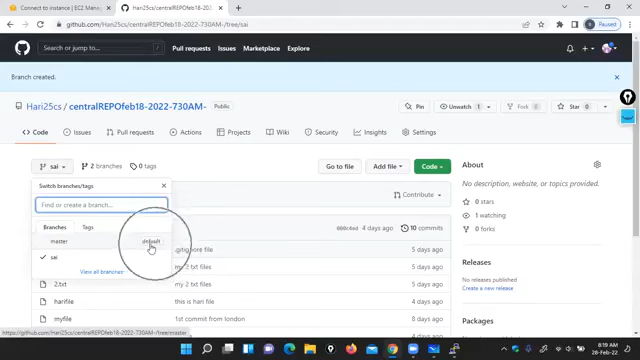 Connect to instance | EC2 Manag
Hari25cs/centralREPOfeb18-2022
github.com/Hari25cs/centralREPOfeb18-2022-730AM-/tree/sai
Paused
Search or jump to...
/
Pull requests
Issues
Marketplace
Explore
Branch created.
Hari25cs / centralREPOfeb18-2022-730AM-
Public
Pin
Unwatch
1
Fork
0
Star
0
Code
Issues
Pull requests
Actions
Projects
Wiki
Security
Insights
Settings
sai
2 branches
0 tags
Go to file
Add file
Code
About
No description, website, or topics provided.
Switch branches/tags
Find or create a branch...
Branches
Tags
master
default
sai
View all branches
Contribute
4 days ago
10 commits
.gitignore file
5 days ago
my 2 txt files
5 days ago
2.txt
my 2 txt files
5 days ago
harifile
this is hari file
5 days ago
myfile
1st commit from london
5 days ago
0 stars
1 watching
0 forks
Releases
No releases published
Create a new release
Packages
https://github.com/Hari25cs/centralREPOfeb18-2022-730AM-/tree/master
8:19 AM
28-Feb-22